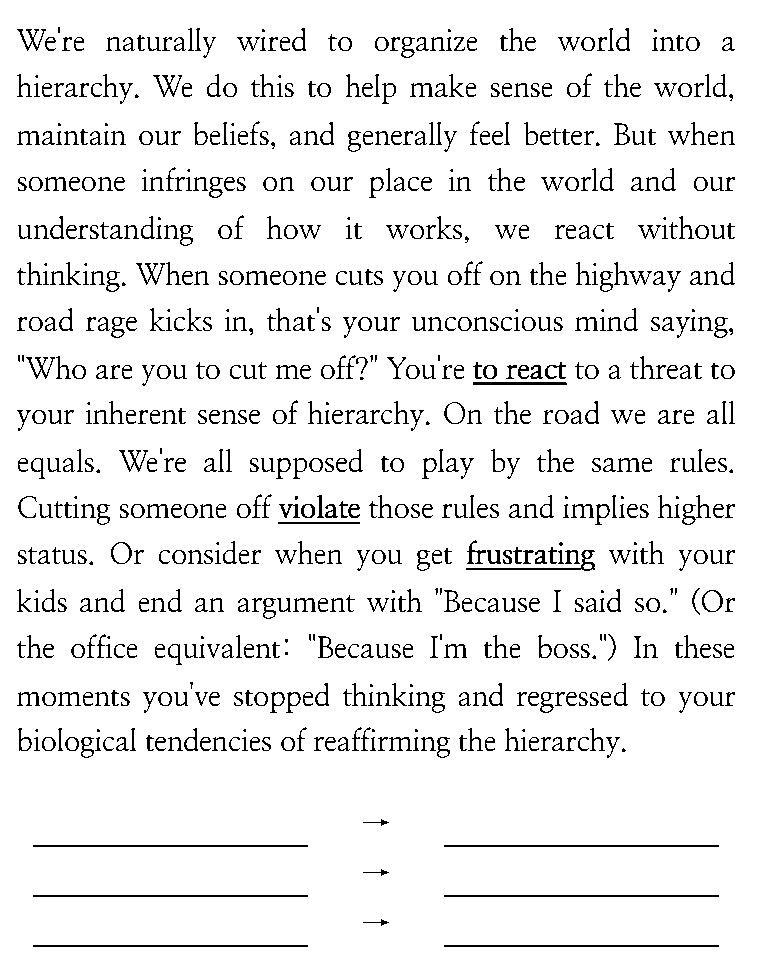 We're naturally wired to organize the world into a
hierarchy. We do this to help make sense of the world,
maintain our beliefs, and generally feel better. But when
someone infringes on our place in the world and our
understanding of how it works, we react without
thinking. When someone cuts you off on the highway and
road rage kicks in, that's your unconscious mind saying,
"Who are you to cut me off?" You're to react to a threat to
your inherent sense of hierarchy. On the road we are all
equals. We're all supposed to play by the same rules.
Cutting someone off violate those rules and implies higher
status. Or consider when you get frustrating with your
kids and end an argument with "Because I said so." (Or
the office equivalent: "Because I'm the boss.") In these
moments you've stopped thinking and regressed to your
biological tendencies of reaffirming the hierarchy.
→
→
→